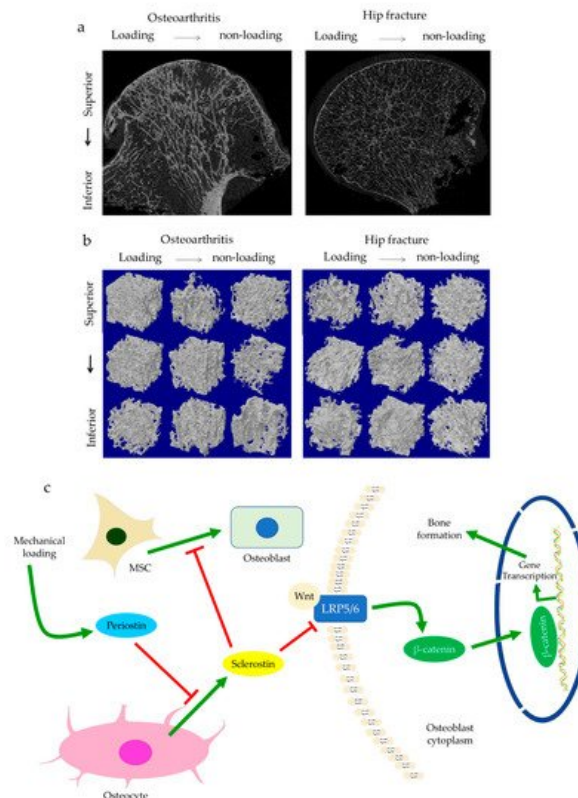 a
Osteoarthritis
Hip fracture
Loading → non-loading
Loading → non-loading
Superior
Inferior
b
Osteoarthritis
Hip fracture
Loading → non-loading
Loading → non-loading
Superior
Inferior
c
Mechanical
loading
MSC
Osteoblast
Periostin
Sclerostin
Osteocyte
Wnt
LRP5/6
β-catenin
Osteoblast
cytoplasm
Bone
formation
Gene
Transcription
β-catenin